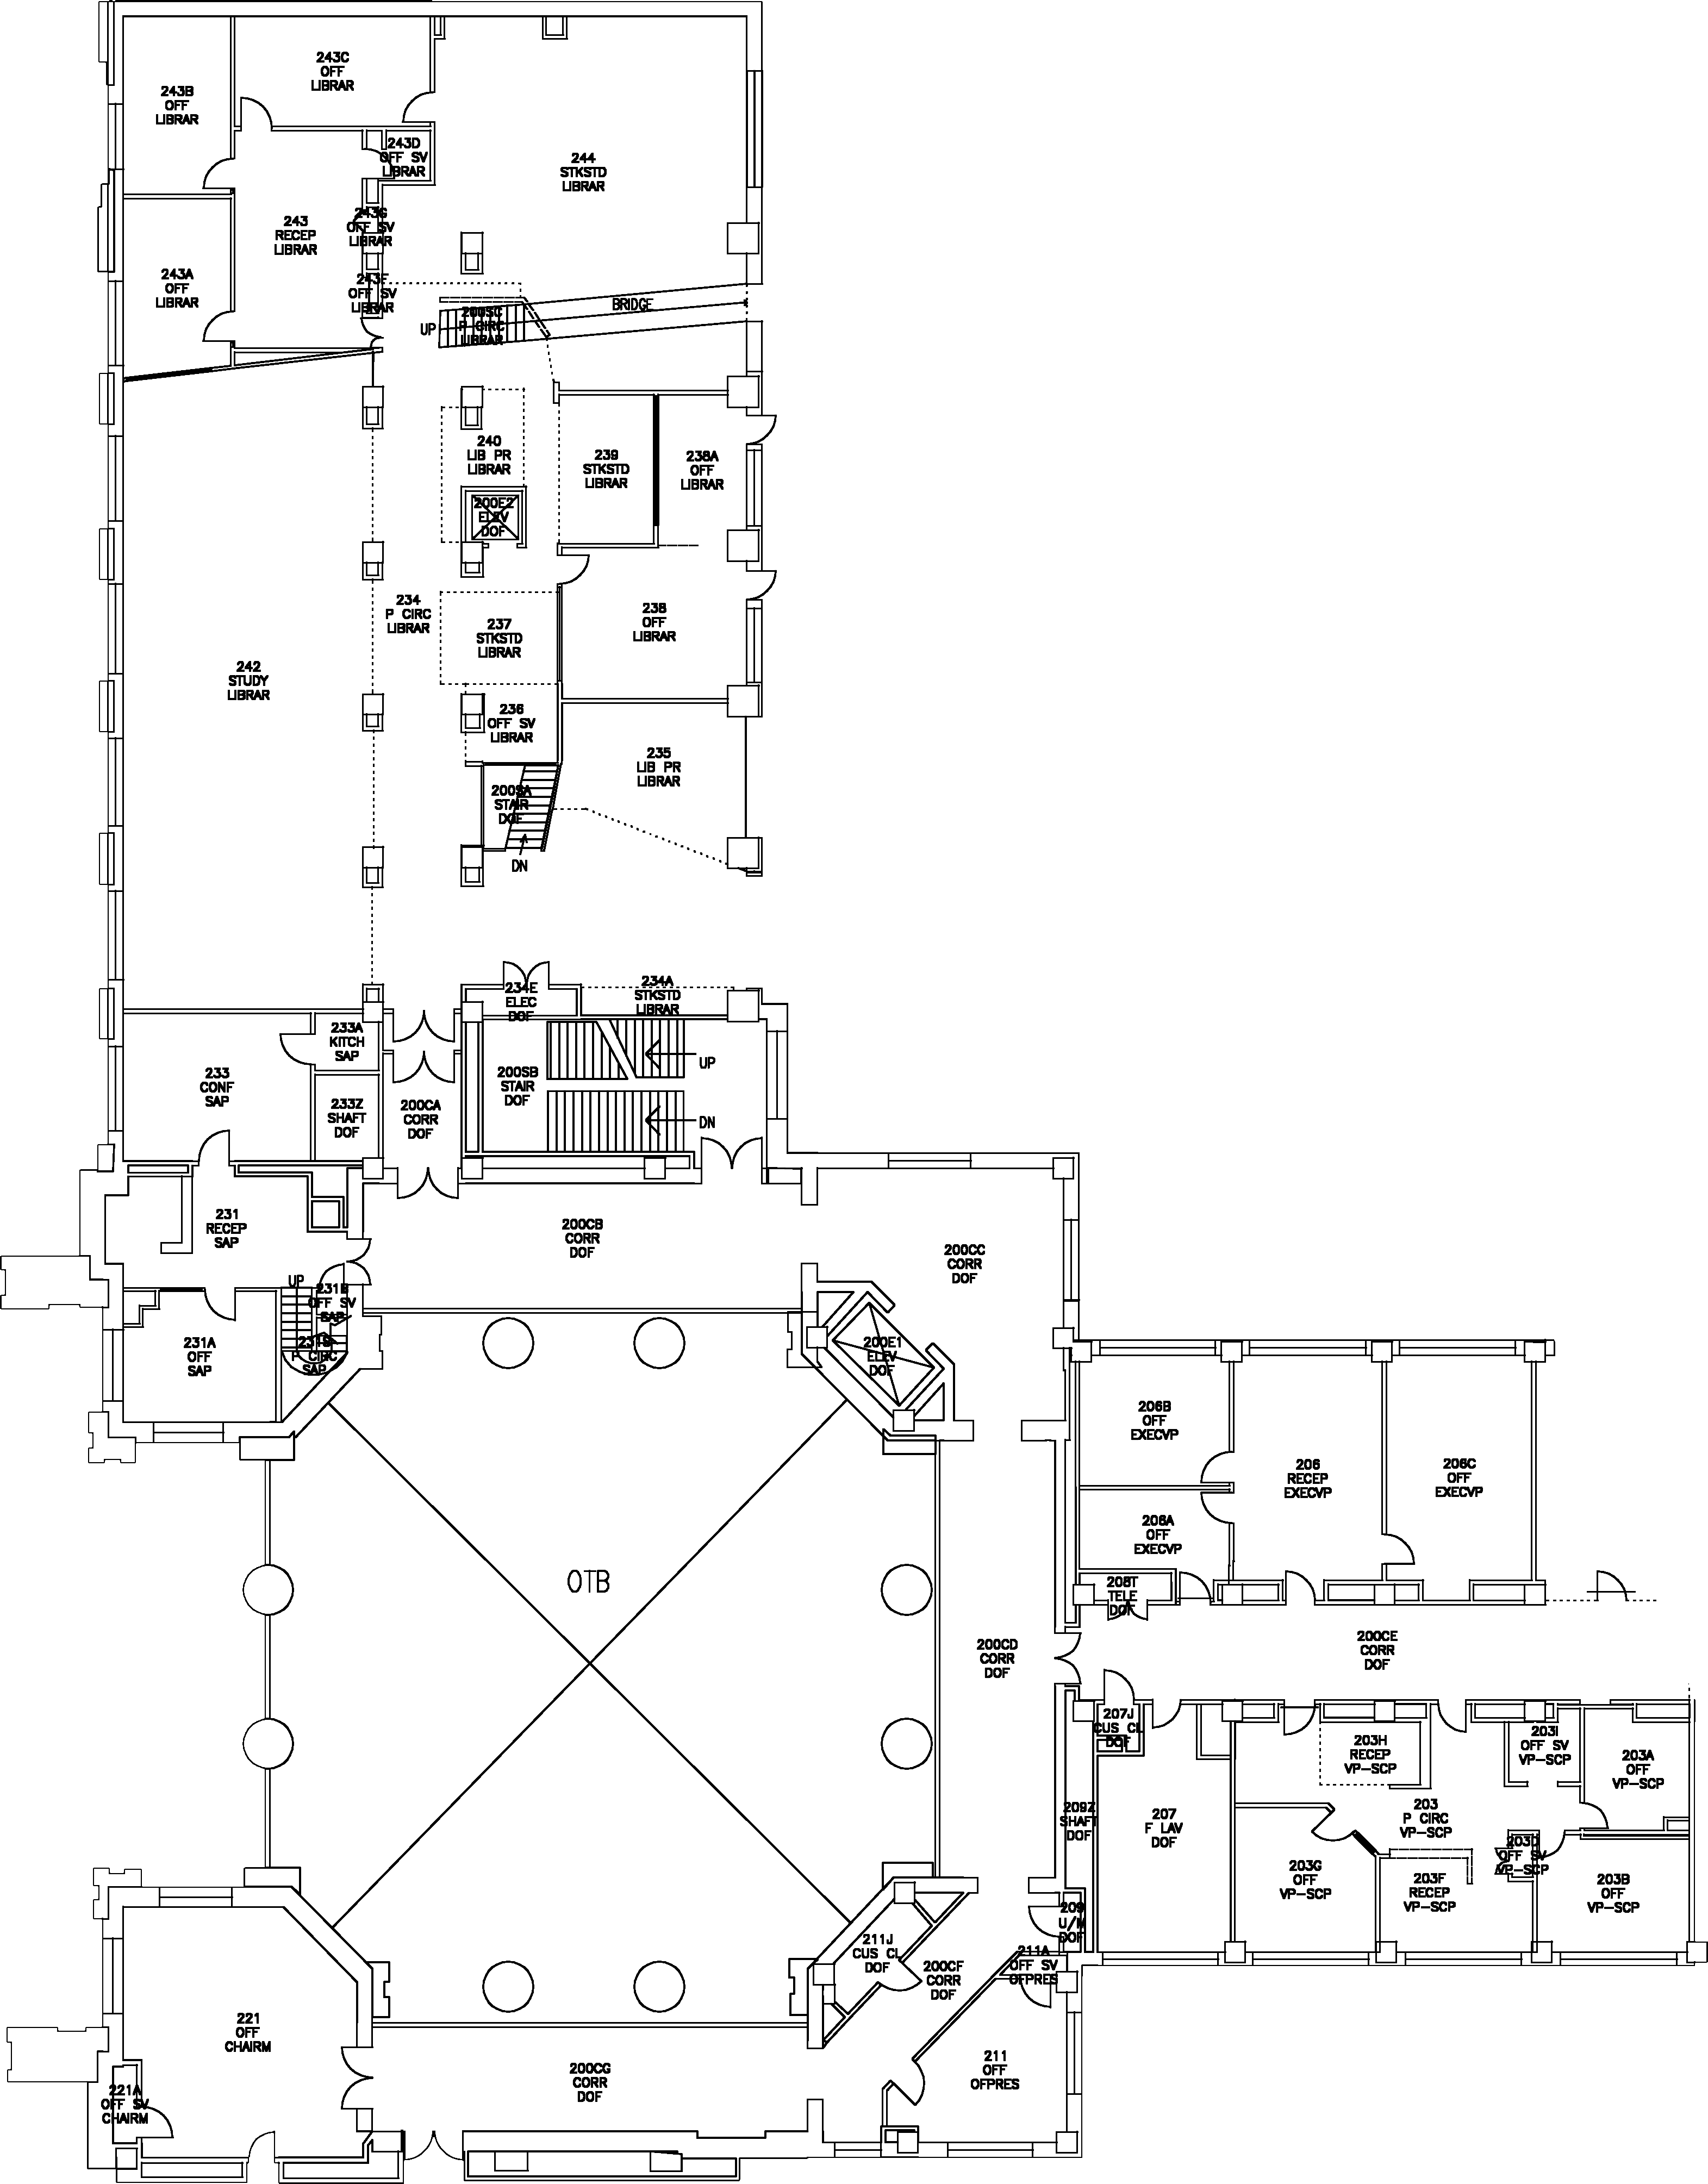 243C
OFF
LIBRAR
243B
OFF
LIBRAR
243D
OFF SV
LIBRAR
244
STKSTD
LIBRAR
243G
OFF SV
LIBRAR
243
RECEP
LIBRAR
243A
OFF
LIBRAR
243F
OFF SV
LIBRAR
BRIDGE
UP
200SC
P CIRC
LIBRAR
240
LIB PR
LIBRAR
239
STKSTD
LIBRAR
238A
OFF
LIBRAR
200E2
ELEV
DOF
234
P CIRC
LIBRAR
237
STKSTD
LIBRAR
238
OFF
LIBRAR
242
STUDY
LIBRAR
236
OFF SV
LIBRAR
235
LIB PR
LIBRAR
200SA
STAIR
DOF
DN
234E
ELEC
DOF
234A
STKSTD
LIBRAR
233A
KITCH
SAP
233
CONF
SAP
233Z
SHAFT
DOF
200CA
CORR
DOF
200SB
STAIR
DOF
UP
DN
231
RECEP
SAP
200CB
CORR
DOF
200CC
CORR
DOF
UP
231B
OFF SV
SAP
231A
OFF
SAP
231S
P CIRC
SAP
200E1
ELEV
DOF
206B
OFF
EXECVP
206
RECEP
EXECVP
206C
OFF
EXECVP
206A
OFF
EXECVP
OTB
208T
TELE
DOF
200CD
CORR
DOF
200CE
CORR
DOF
207J
CUS CL
DOF
203H
RECEP
VP-SCP
203I
OFF SV
VP-SCP
203A
OFF
VP-SCP
209Z
SHAFT
DOF
207
F LAV
DOF
203
P CIRC
VP-SCP
203D
OFF SV
VP-SCP
203G
OFF
VP-SCP
203F
RECEP
VP-SCP
203B
OFF
VP-SCP
209
U/M
DOF
211J
CUS CL
DOF
200CF
CORR
DOF
211A
OFF SV
OFPRES
221
OFF
CHAIRM
211
OFF
OFPRES
200CG
CORR
DOF
221A
OFF SV
CHAIRM